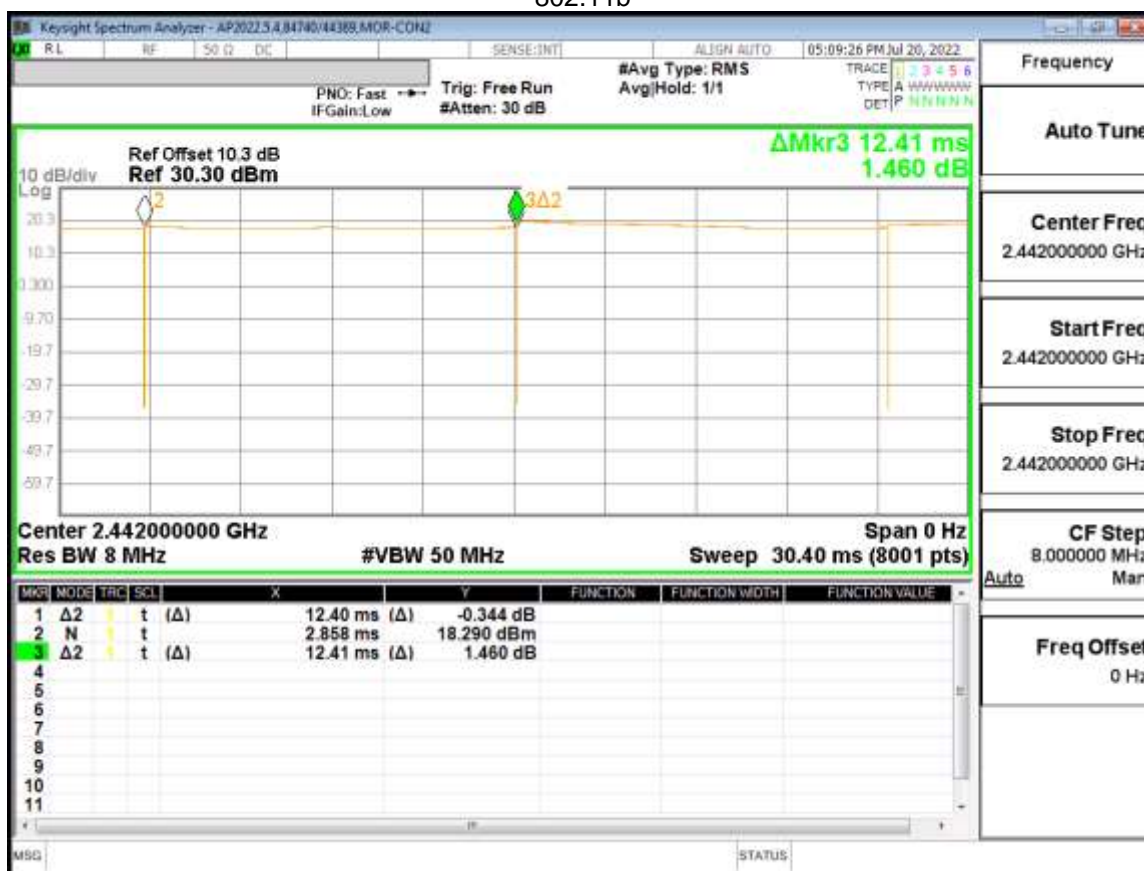 802.11b
Keysight Spectrum Analyzer - AP2022.5.4,84740/44389,MOR-CON2
RL RF 50 Ω DC SENSE:INT ALIGN AUTO 05:09:26 PM Jul 20, 2022
PNO: Fast
IFGain:Low
Trig: Free Run
#Atten: 30 dB
#Avg Type: RMS
Avg|Hold: 1/1
TRACE 1 2 3 4 5 6
TYPE A WWWWW
DET P N N N N N
Frequency
Auto Tune
Center Freq
2.442000000 GHz
Start Freq
2.442000000 GHz
Stop Freq
2.442000000 GHz
CF Step
8.000000 MHz
Auto Man
Freq Offset
0 Hz
ΔMkr3 12.41 ms
1.460 dB
Ref Offset 10.3 dB
10 dB/div Ref 30.30 dBm
Log
2
3Δ2
20.3
10.3
0.300
-9.70
-19.7
-29.7
-39.7
-49.7
-59.7
Center 2.442000000 GHz Span 0 Hz
Res BW 8 MHz #VBW 50 MHz Sweep 30.40 ms (8001 pts)
MKR MODE TRC SCL X Y FUNCTION FUNCTION WIDTH FUNCTION VALUE
1 Δ2 1 t (Δ) 12.40 ms (Δ) -0.344 dB
2 N 1 t 2.858 ms 18.290 dBm
3 Δ2 1 t (Δ) 12.41 ms (Δ) 1.460 dB
4
5
6
7
8
9
10
11
MSG STATUS